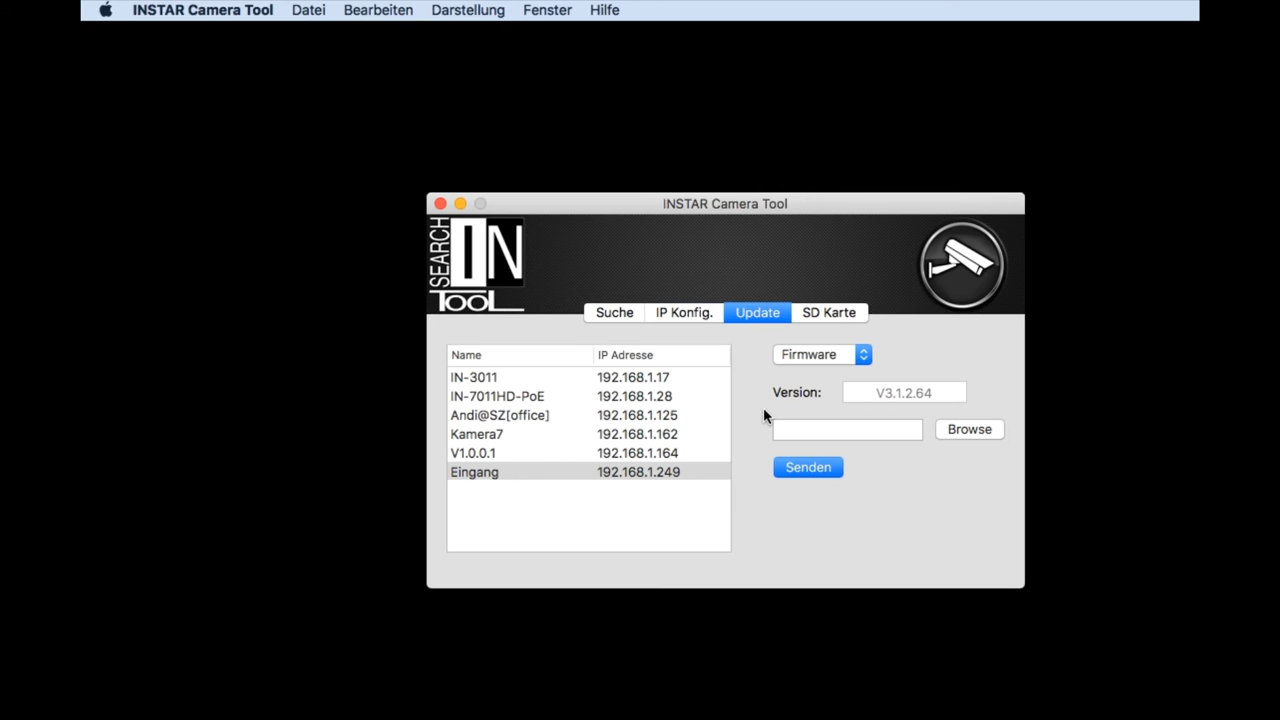 INSTAR Camera Tool Datei Bearbeiten Darstellung Fenster Hilfe
INSTAR Camera Tool
SEARCH
IN
TOOL
Suche IP Konfig. Update SD Karte
Name IP Adresse
IN-3011 192.168.1.17
IN-7011HD-PoE 192.168.1.28
Andi@SZ[office] 192.168.1.125
Kamera7 192.168.1.162
V1.0.0.1 192.168.1.164
Eingang 192.168.1.249
Firmware
Version: V3.1.2.64
Browse
Senden